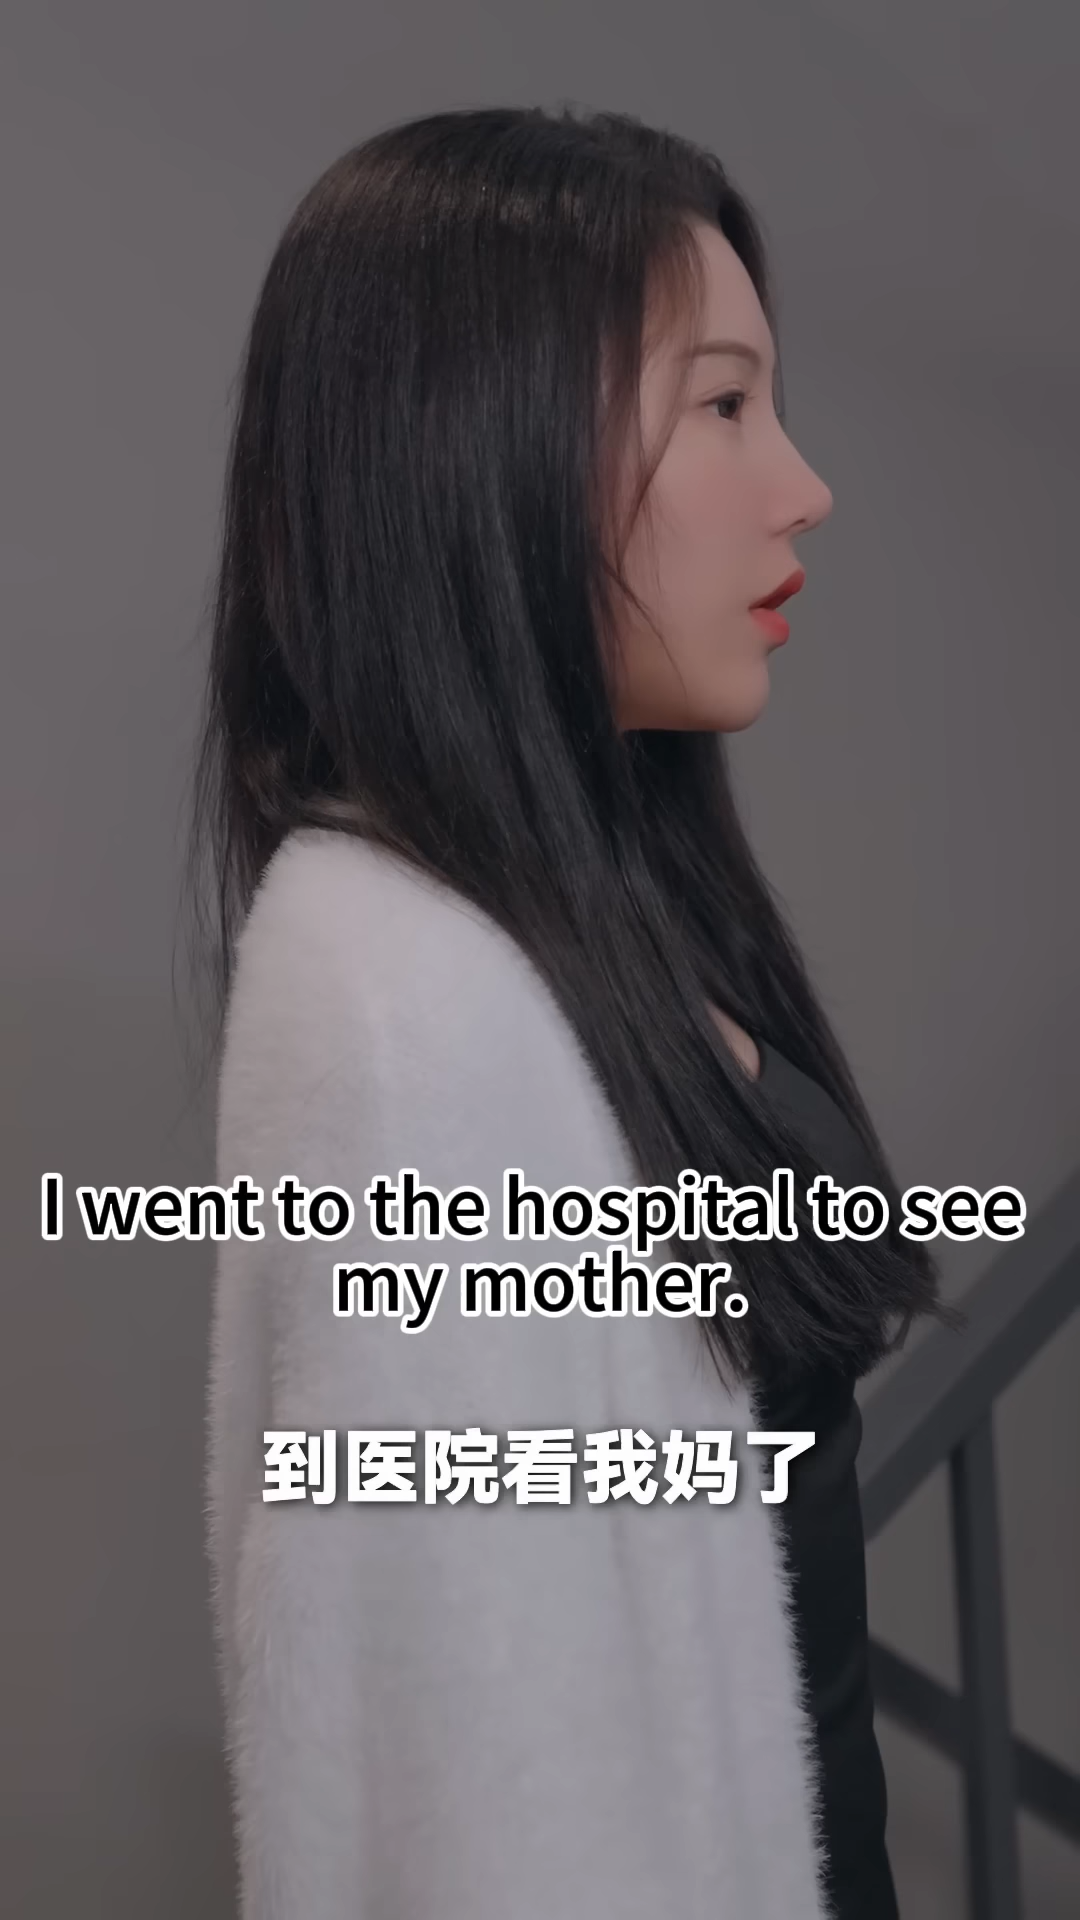 I went to the hospital to see
my mother.
到医院看我妈了